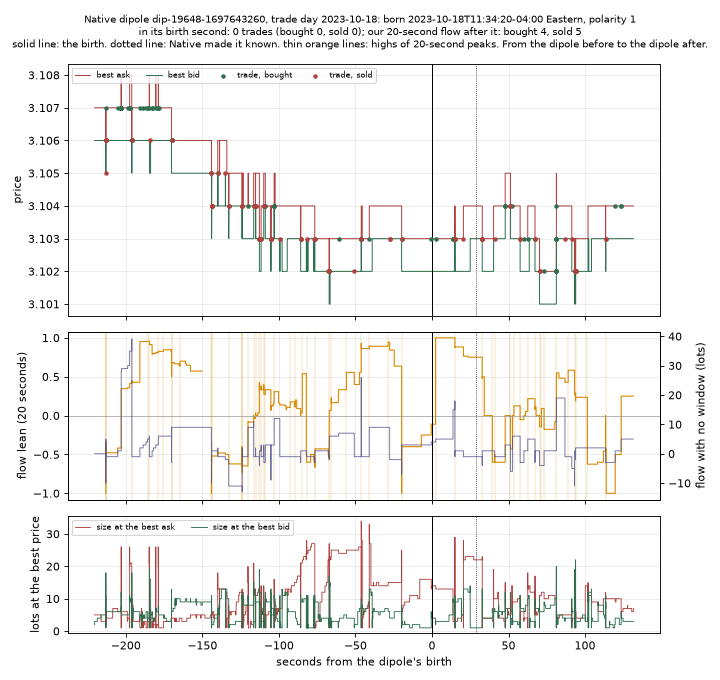 Native dipole dip-19648-1697643260, trade day 2023-10-18: born 2023-10-18T11:34:20-04:00 Eastern, polarity 1
in its birth second: 0 trades (bought 0, sold 0); our 20-second flow after it: bought 4, sold 5
solid line: the birth. dotted line: Native made it known. thin orange lines: highs of 20-second peaks. From the dipole before to the dipole after.
best ask
best bid
trade, bought
trade, sold
3.108
3.107
3.106
3.105
3.104
3.103
3.102
3.101
price
1.0
0.5
0.0
−0.5
−1.0
flow lean (20 seconds)
40
30
20
10
0
−10
flow with no window (lots)
size at the best ask
size at the best bid
30
20
10
0
lots at the best price
−200
−150
−100
−50
0
50
100
seconds from the dipole's birth